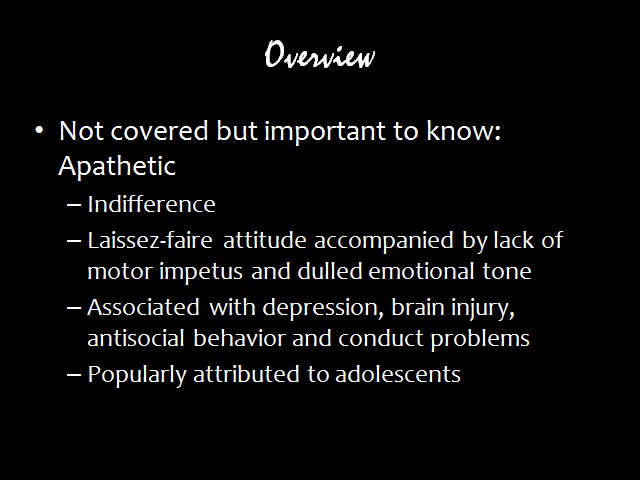 Overview
• Not covered but important to know:
Apathetic
– Indifference
– Laissez-faire attitude accompanied by lack of
motor impetus and dulled emotional tone
– Associated with depression, brain injury,
antisocial behavior and conduct problems
– Popularly attributed to adolescents